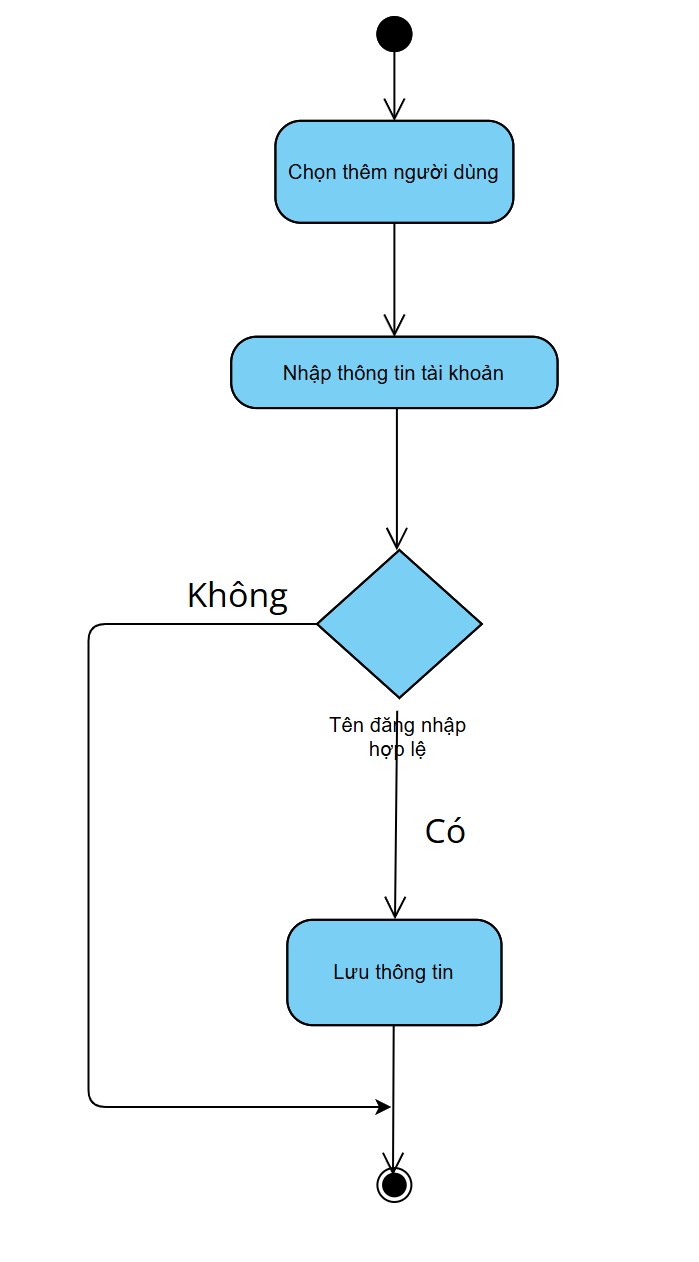 Chọn thêm người dùng
Nhập thông tin tài khoản
Không
Tên đăng nhập
hợp lệ
Có
Lưu thông tin